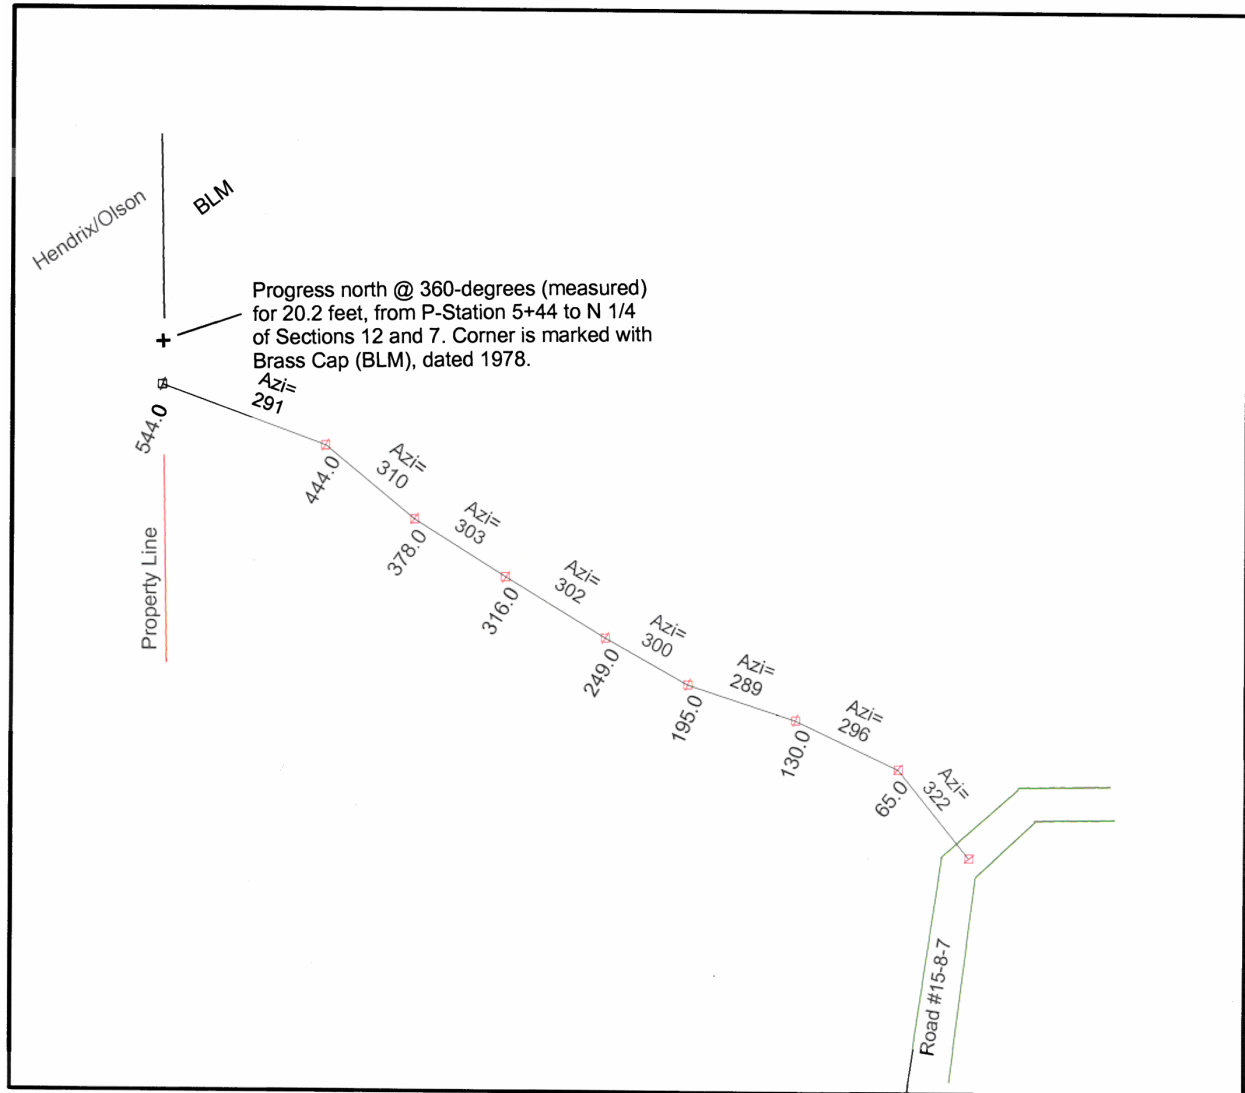 Hendrix/Olson
BLM
Progress north @ 360-degrees (measured)
for 20.2 feet, from P-Station 5+44 to N 1/4
of Sections 12 and 7. Corner is marked with
Brass Cap (BLM), dated 1978.
Azi=
291
544.0
Azi=
310
444.0
Azi=
303
378.0
Property Line
Azi=
302
316.0
Azi=
300
249.0
Azi=
289
195.0
Azi=
296
130.0
Azi=
322
65.0
Road #15-8-7